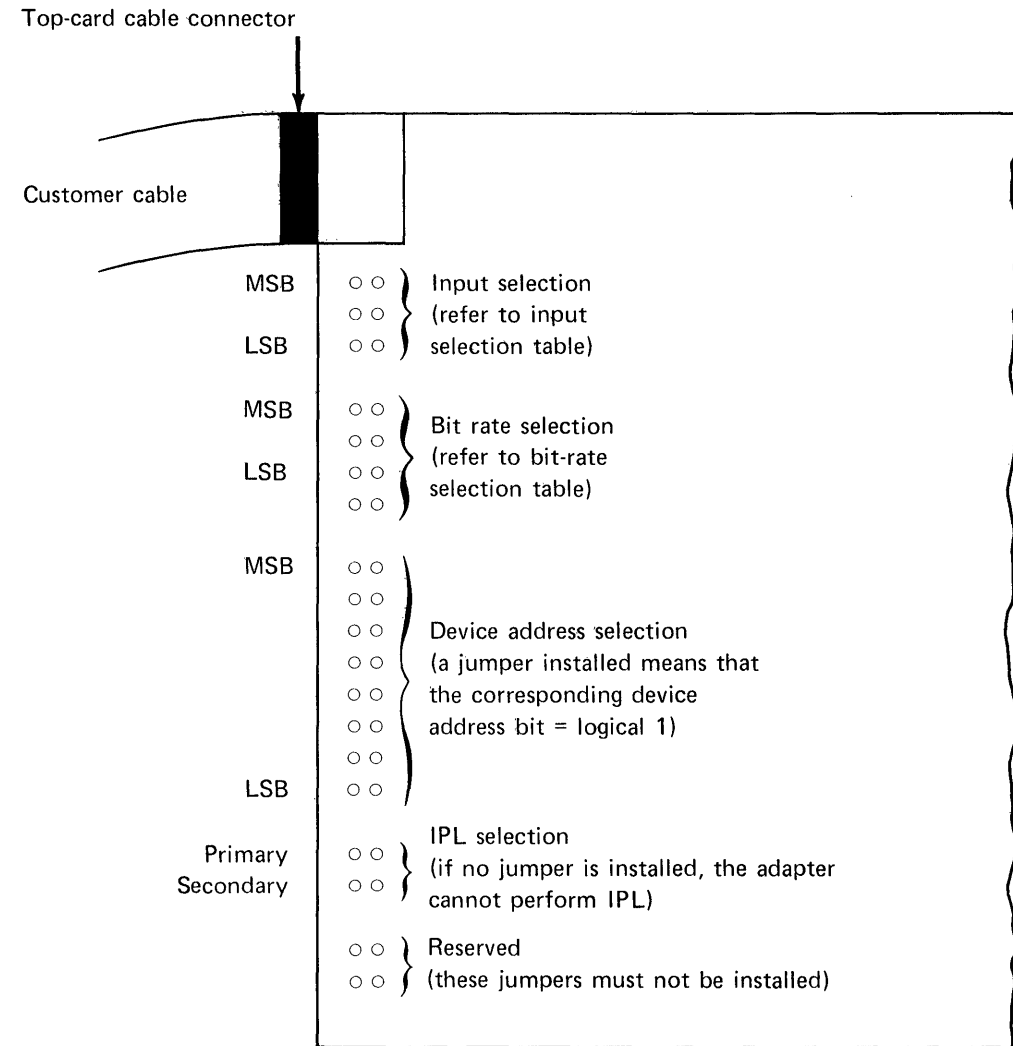 Top-card cable connector
Customer cable
MSB
LSB
Input selection
(refer to input
selection table)
MSB
LSB
Bit rate selection
(refer to bit-rate
selection table)
MSB
LSB
Device address selection
(a jumper installed means that
the corresponding device
address bit = logical 1)
Primary
Secondary
IPL selection
(if no jumper is installed, the adapter
cannot perform IPL)
Reserved
(these jumpers must not be installed)